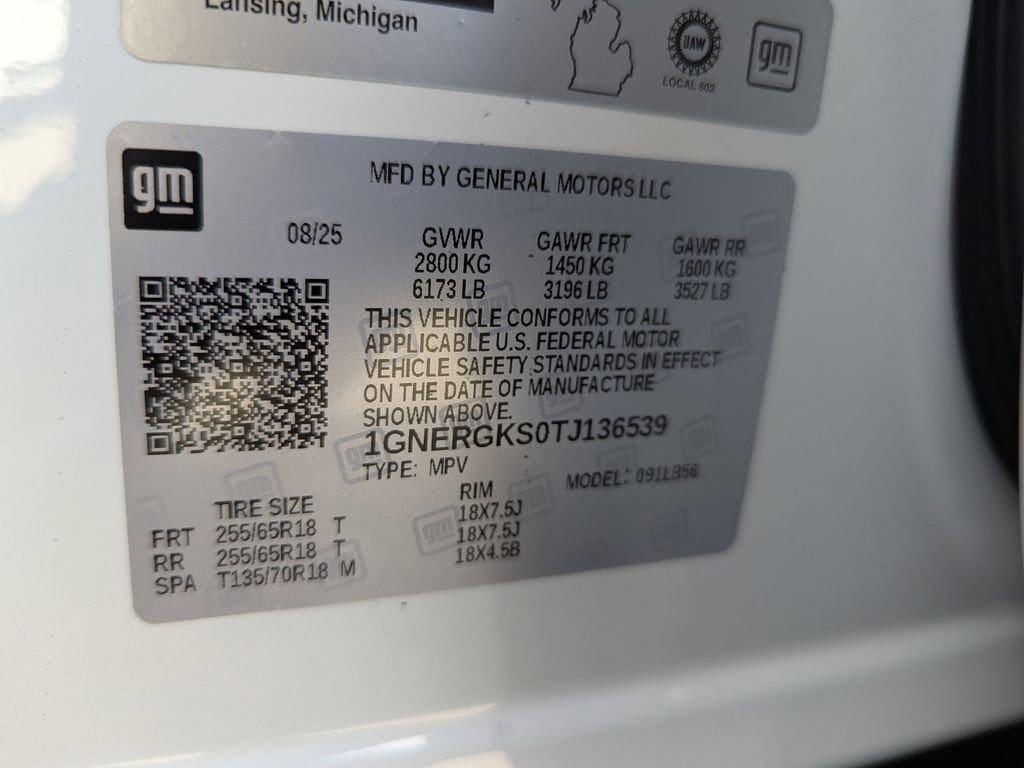 Lansing, Michigan
UAW
LOCAL 602
gm
gm
MFD BY GENERAL MOTORS LLC
08/25
GVWR GAWR FRT GAWR RR
2800 KG 1450 KG 1600 KG
6173 LB 3196 LB 3527 LB
THIS VEHICLE CONFORMS TO ALL
APPLICABLE U.S. FEDERAL MOTOR
VEHICLE SAFETY STANDARDS IN EFFECT
ON THE DATE OF MANUFACTURE
SHOWN ABOVE.
1GNERGKS0TJ136539
TYPE: MPV MODEL: 091LB56
TIRE SIZE RIM
FRT 255/65R18 T 18X7.5J
RR 255/65R18 T 18X7.5J
SPA T135/70R18 M 18X4.5B